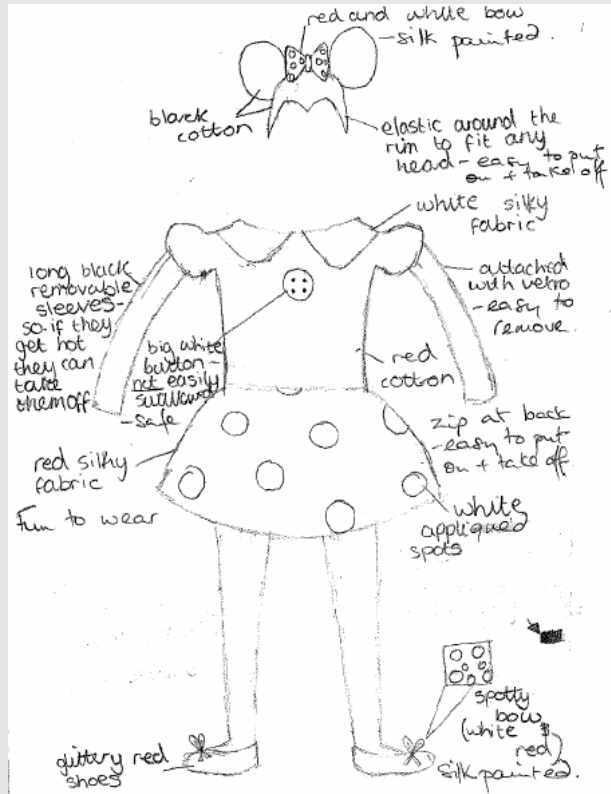 red and white bow
- silk painted.
black
cotton
elastic around the
rim to fit any
head - easy to put
on + take off
white silky
fabric
long black
removable
sleeves -
so if they
get hot
they can
take
them off
attached
with velro
- easy to
remove.
big white
button -
not easily
swallowed
- safe
red
cotton
zip at back
- easy to put
on + take off
red silky
fabric
Fun to wear
white
appliqued
spots
spotty
bow
(white &
red)
silk painted.
glittery red
shoes